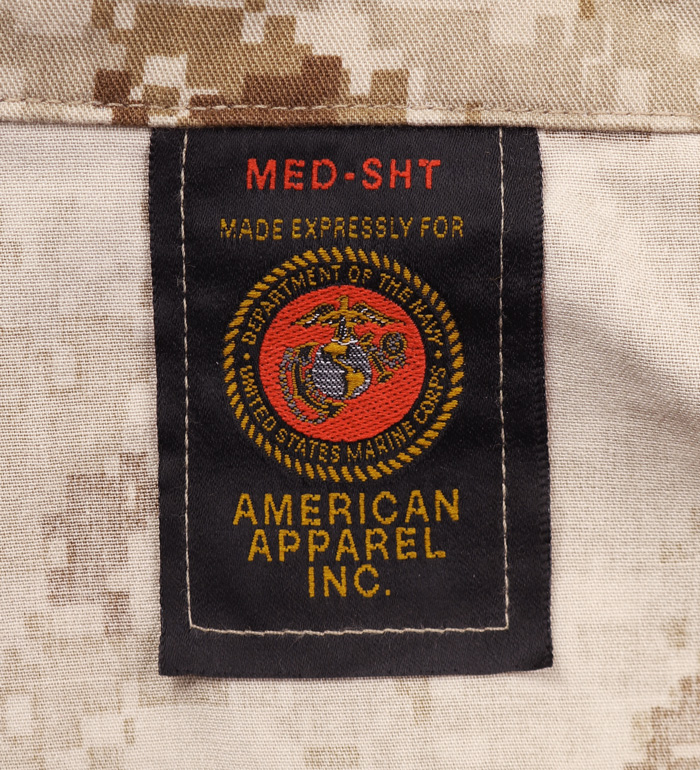 MED-SHT
MADE EXPRESSLY FOR
DEPARTMENT OF THE NAVY
UNITED STATES MARINE CORPS
AMERICAN
APPAREL
INC.